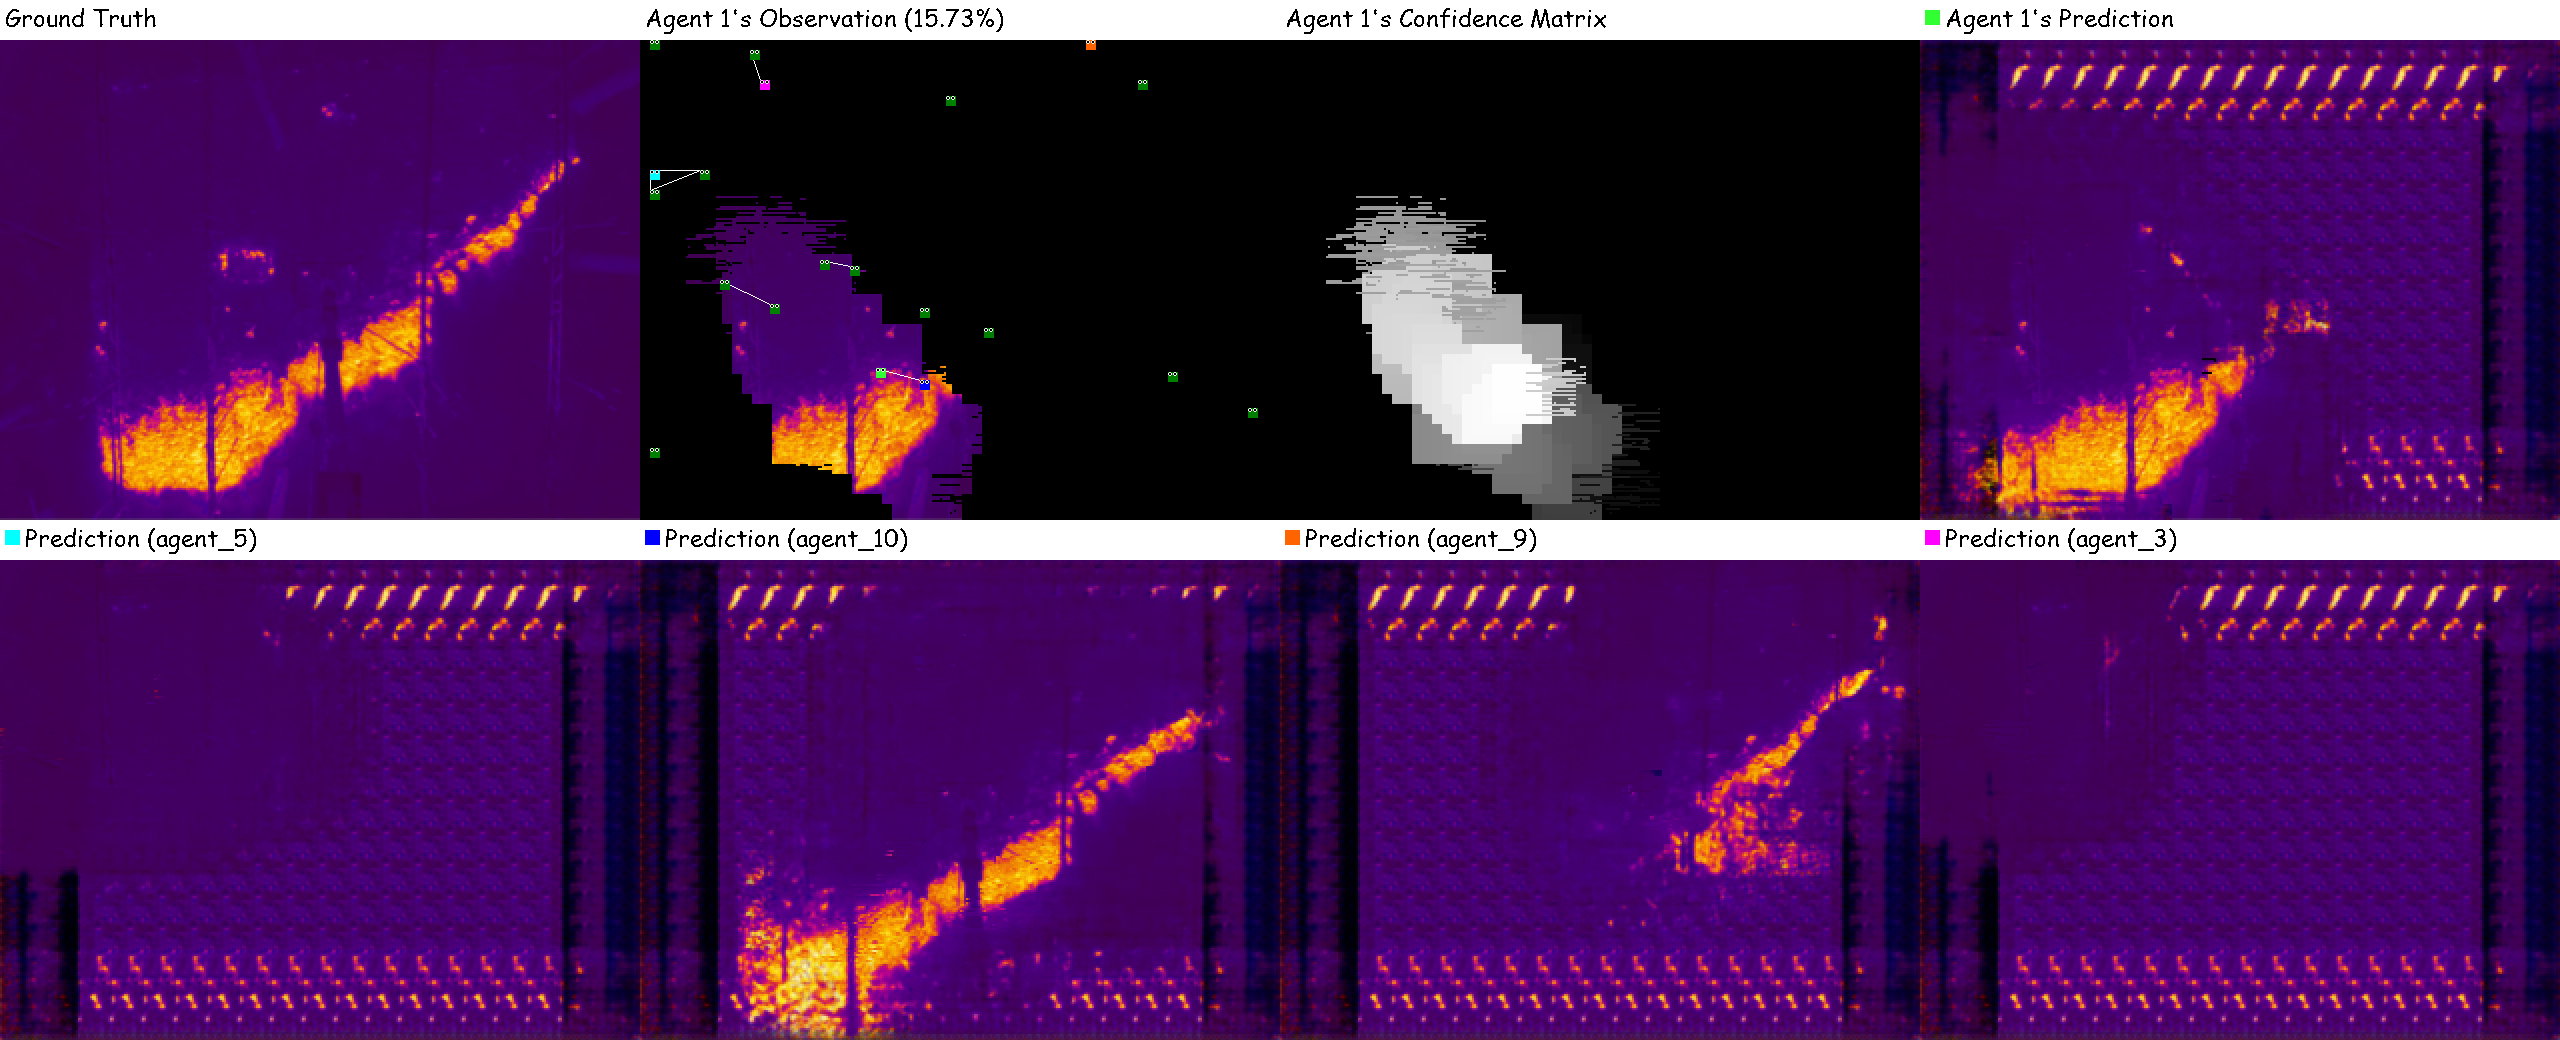 Ground Truth
Agent 1's Observation (15.73%)
Agent 1's Confidence Matrix
Agent 1's Prediction
Prediction (agent_5)
Prediction (agent_10)
Prediction (agent_9)
Prediction (agent_3)